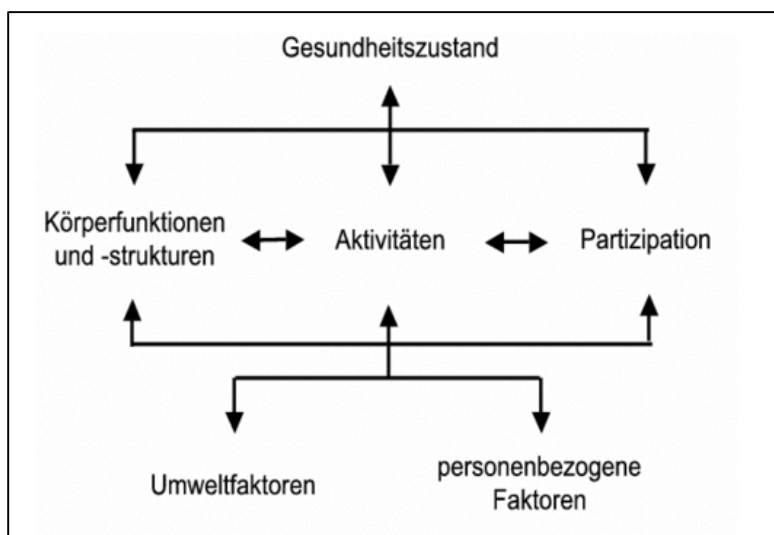 Gesundheitszustand
Körperfunktionen
und -strukturen
Aktivitäten
Partizipation
Umweltfaktoren
personenbezogene
Faktoren